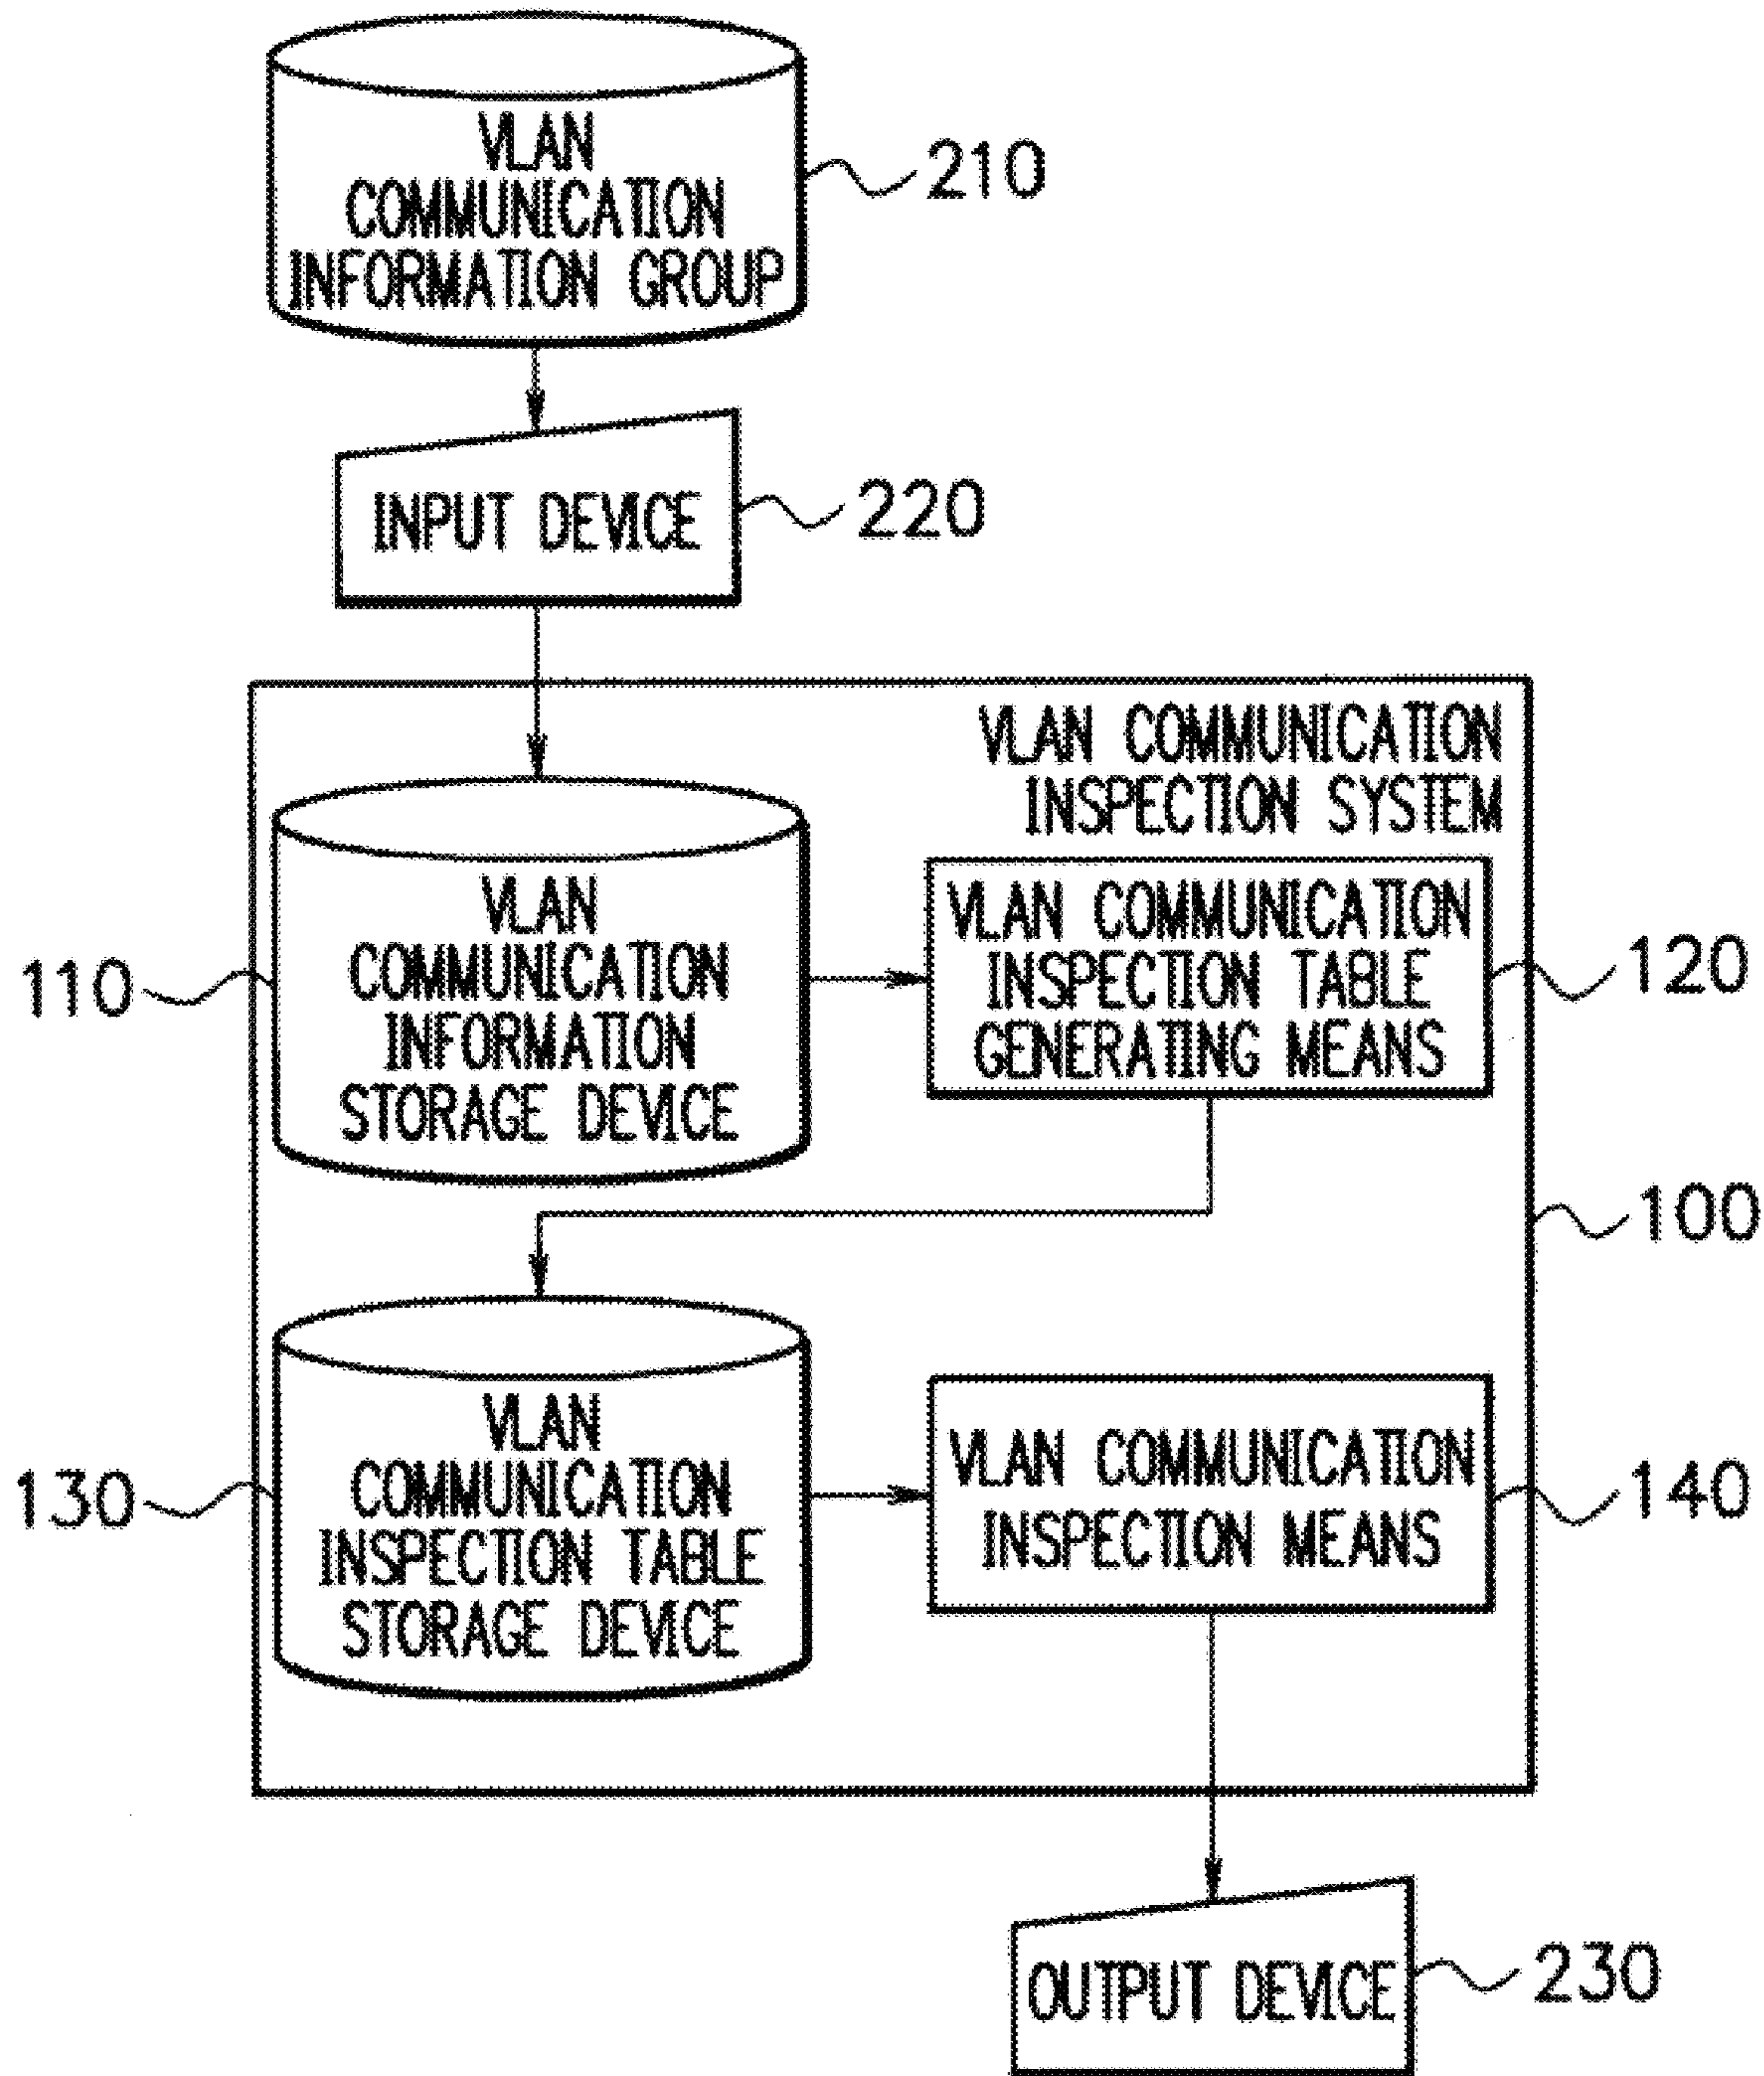 VLAN
COMMUNICATION
INFORMATION GROUP
210
INPUT DEVICE
220
VLAN COMMUNICATION
INSPECTION SYSTEM
110
VLAN
COMMUNICATION
INFORMATION
STORAGE DEVICE
VLAN COMMUNICATION
INSPECTION TABLE
GENERATING MEANS
120
100
130
VLAN
COMMUNICATION
INSPECTION TABLE
STORAGE DEVICE
VLAN COMMUNICATION
INSPECTION MEANS
140
OUTPUT DEVICE
230